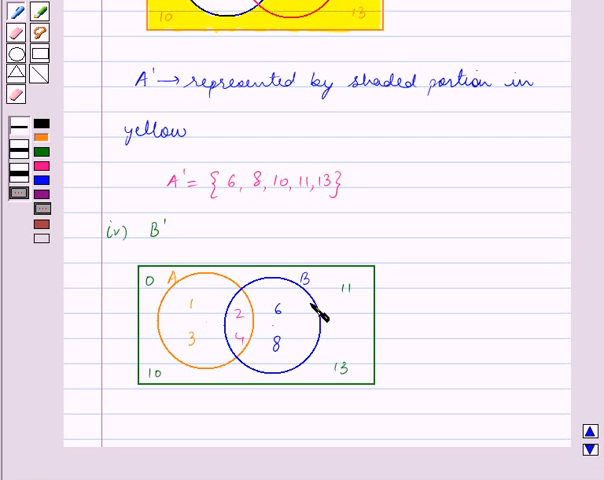 10 13
A' → represented by shaded portion in
yellow
A' = { 6, 8, 10, 11, 13}
iv) B'
0 A B 11
1 2 6
3 4 8
10 13